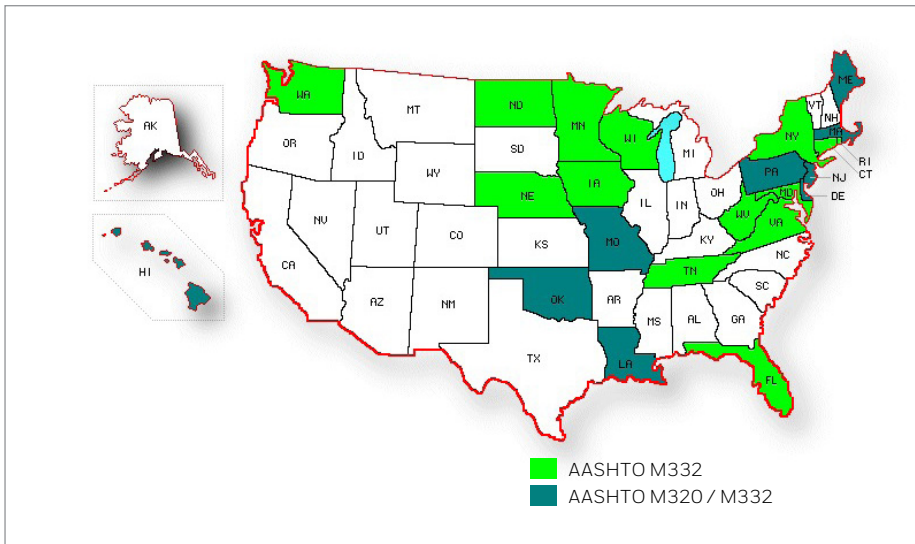 WA
MT
ND
MN
ME
VT
NH
AK
OR
ID
SD
WI
MI
NY
MA
WY
RI
CT
NE
IA
PA
NJ
OH
MD
DE
NV
UT
CO
IL
IN
WV
VA
KS
MO
KY
CA
HI
NC
TN
AZ
NM
OK
AR
SC
MS
AL
GA
TX
LA
FL
AASHTO M332
AASHTO M320 / M332